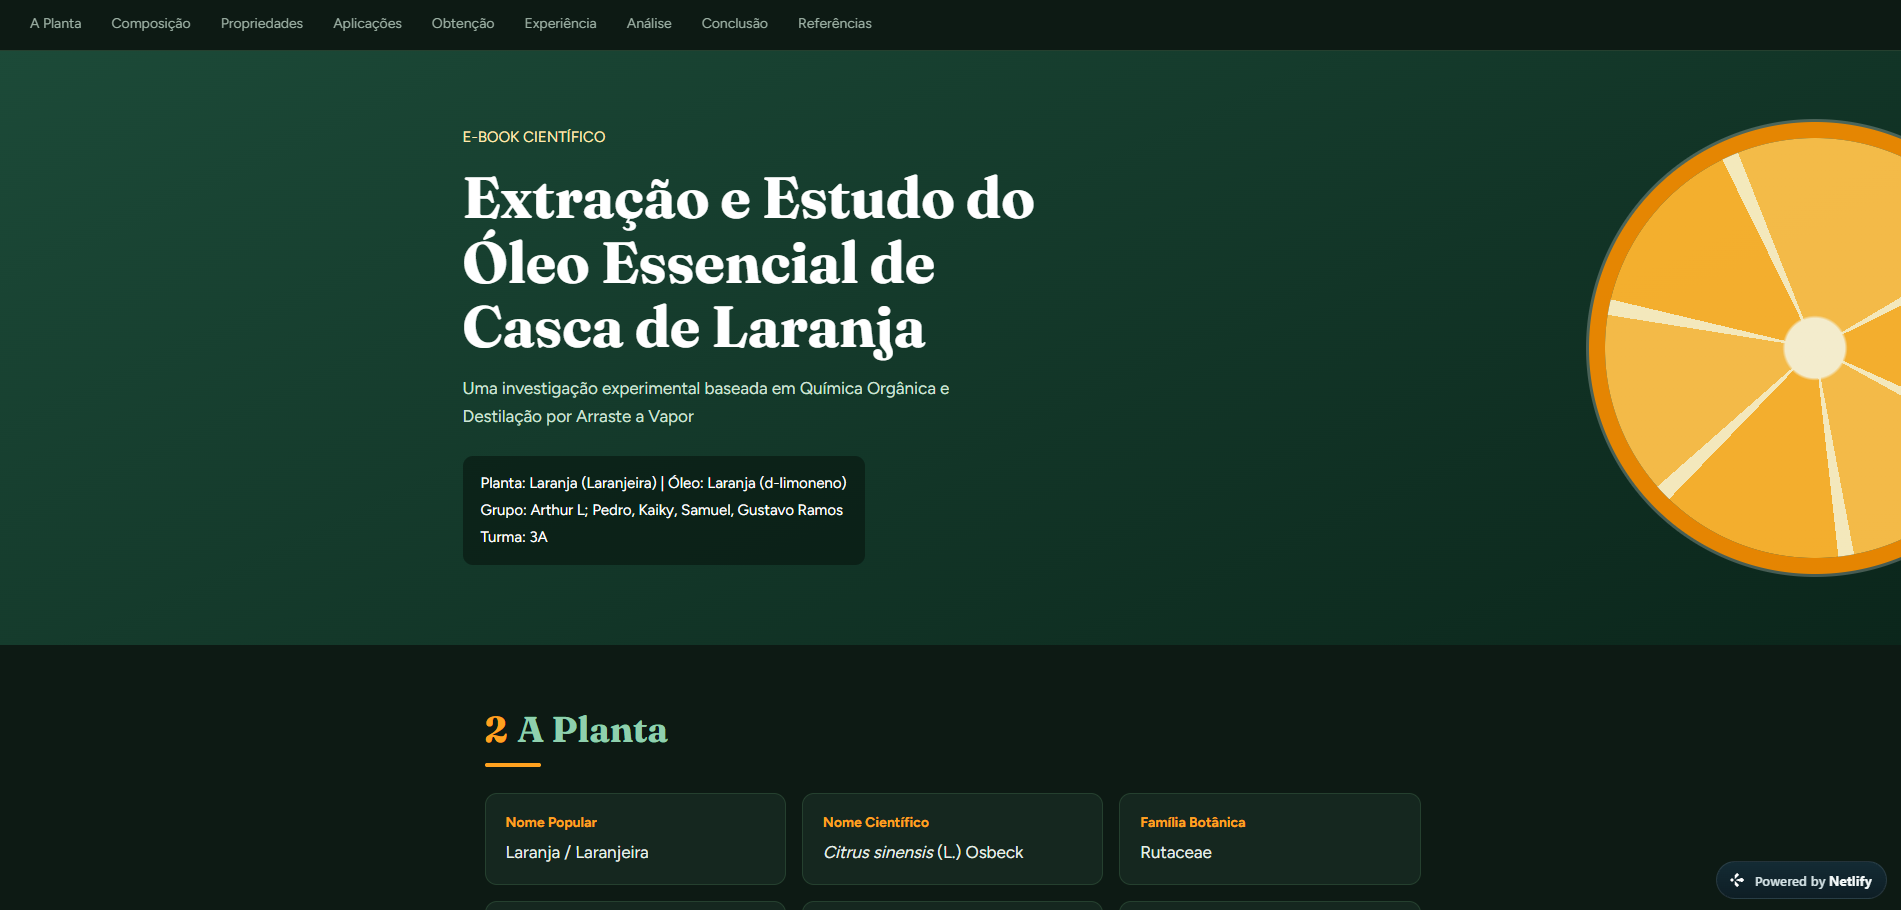 A Planta Composição Propriedades Aplicações Obtenção Experiência Análise Conclusão Referências
E-BOOK CIENTÍFICO
Extração e Estudo do
Óleo Essencial de
Casca de Laranja
Uma investigação experimental baseada em Química Orgânica e
Destilação por Arraste a Vapor
Planta: Laranja (Laranjeira) | Óleo: Laranja (d-limoneno)
Grupo: Arthur L; Pedro, Kaiky, Samuel, Gustavo Ramos
Turma: 3A
2 A Planta
Nome Popular
Laranja / Laranjeira
Nome Científico
Citrus sinensis (L.) Osbeck
Família Botânica
Rutaceae
Powered by Netlify